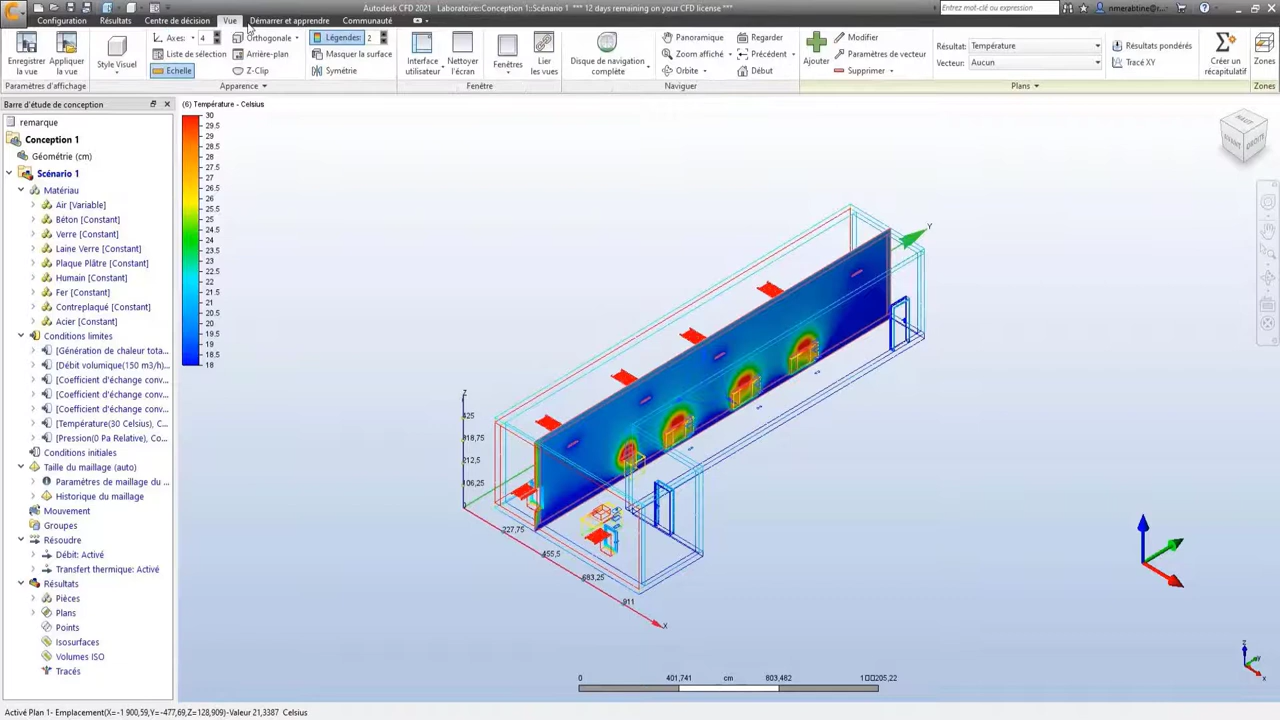 Autodesk CFD 2021 Laboratoire::Conception 1::Scénario 1 *** 12 days remaining on your CFD license ***
Entrez mot-clé ou expression
nmerabtine@r...
Configuration Résultats Centre de décision Vue Démarrer et apprendre Communauté
Enregistrer la vue
Appliquer la vue
Paramètres d'affichage
Style Visuel
Axes: 4
Liste de sélection
Echelle
Orthogonale
Arrière-plan
Z-Clip
Légendes: 2
Masquer la surface
Symétrie
Apparence
Interface utilisateur
Nettoyer l'écran
Fenêtres
Lier les vues
Fenêtre
Disque de navigation complète
Panoramique
Zoom affiché
Orbite
Regarder
Précédent
Début
Naviguer
Ajouter
Modifier
Paramètres de vecteur
Supprimer
Résultat: Température
Vecteur: Aucun
Résultats pondérés
Tracé XY
Plans
Créer un récapitulatif
Zones
Zones
Barre d'étude de conception
remarque
Conception 1
Géométrie (cm)
Scénario 1
Matériau
Air [Variable]
Béton [Constant]
Verre [Constant]
Laine Verre [Constant]
Plaque Plâtre [Constant]
Humain [Constant]
Fer [Constant]
Contreplaqué [Constant]
Acier [Constant]
Conditions limites
[Génération de chaleur tota...
[Débit volumique(150 m3/h)
[Coefficient d'échange conv...
[Coefficient d'échange conv...
[Coefficient d'échange conv...
[Température(30 Celsius), Co
[Pression(0 Pa Relative), Co...
Conditions initiales
Taille du maillage (auto)
Paramètres de maillage du ...
Historique du maillage
Mouvement
Groupes
Résoudre
Débit: Activé
Transfert thermique: Activé
Résultats
Pièces
Plans
Points
Isosurfaces
Volumes ISO
Tracés
(6) Température - Celsius
30
29.5
29
28.5
28
27.5
27
26.5
26
25.5
25
24.5
24
23.5
23
22.5
22
21.5
21
20.5
20
19.5
19
18.5
18
HAUT
AVANT
DROITE
Y
Z
425
318,75
212,5
106,25
0
227,75
455,5
683,25
911
X
0 401,741 cm 803,482 1□□205,22
Z
X
Activé Plan 1- Emplacement(X=-1 900,59,Y=-477,69,Z=128,909)-Valeur 21,3387 Celsius